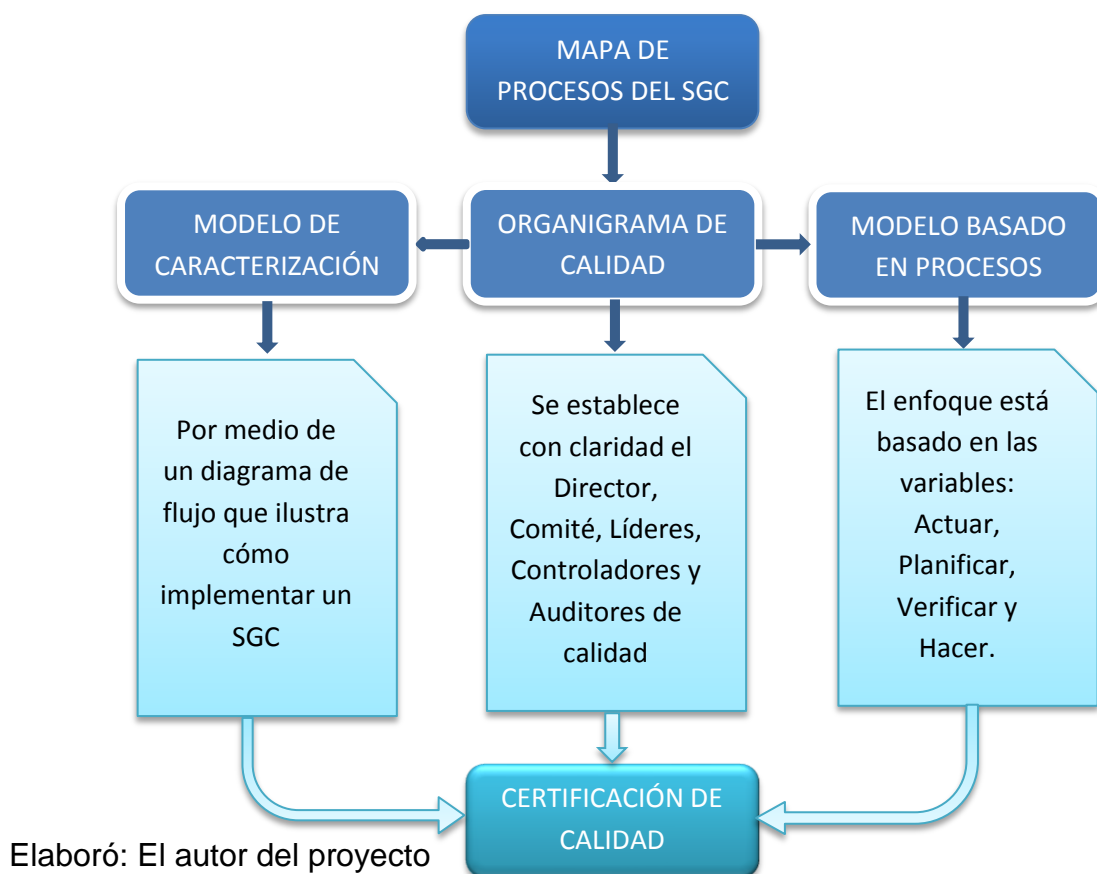 MAPA DE
PROCESOS DEL SGC
MODELO DE
CARACTERIZACIÓN
ORGANIGRAMA DE
CALIDAD
MODELO BASADO
EN PROCESOS
Por medio de
un diagrama de
flujo que ilustra
cómo
implementar un
SGC
Se establece
con claridad el
Director,
Comité, Líderes,
Controladores y
Auditores de
calidad
El enfoque está
basado en las
variables:
Actuar,
Planificar,
Verificar y
Hacer.
CERTIFICACIÓN DE
CALIDAD
Elaboró: El autor del proyecto